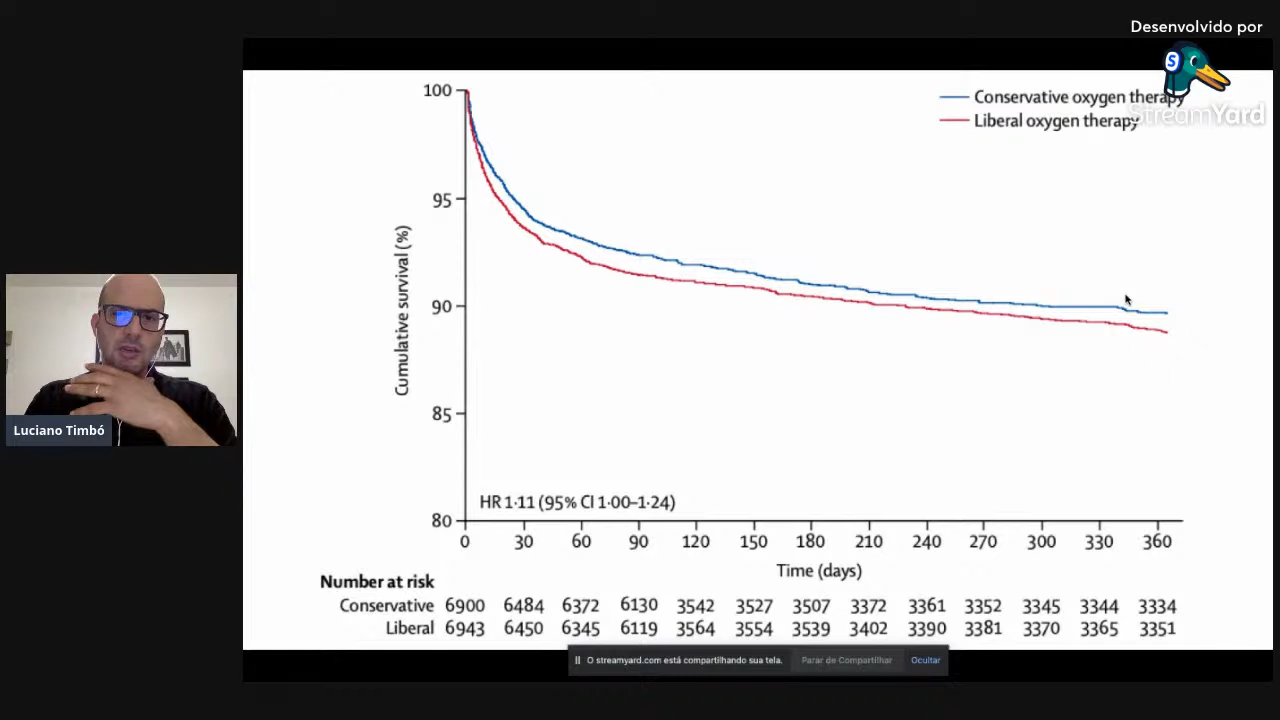 Desenvolvido por
S
StreamYard
100
Conservative oxygen therapy
Liberal oxygen therapy
95
90
85
80
Cumulative survival (%)
HR 1·11 (95% CI 1·00–1·24)
0 30 60 90 120 150 180 210 240 270 300 330 360
Time (days)
Number at risk
Conservative 6900 6484 6372 6130 3542 3527 3507 3372 3361 3352 3345 3344 3334
Liberal 6943 6450 6345 6119 3564 3554 3539 3402 3390 3381 3370 3365 3351
Luciano Timbó
O streamyard.com está compartilhando sua tela. Parar de Compartilhar Ocultar